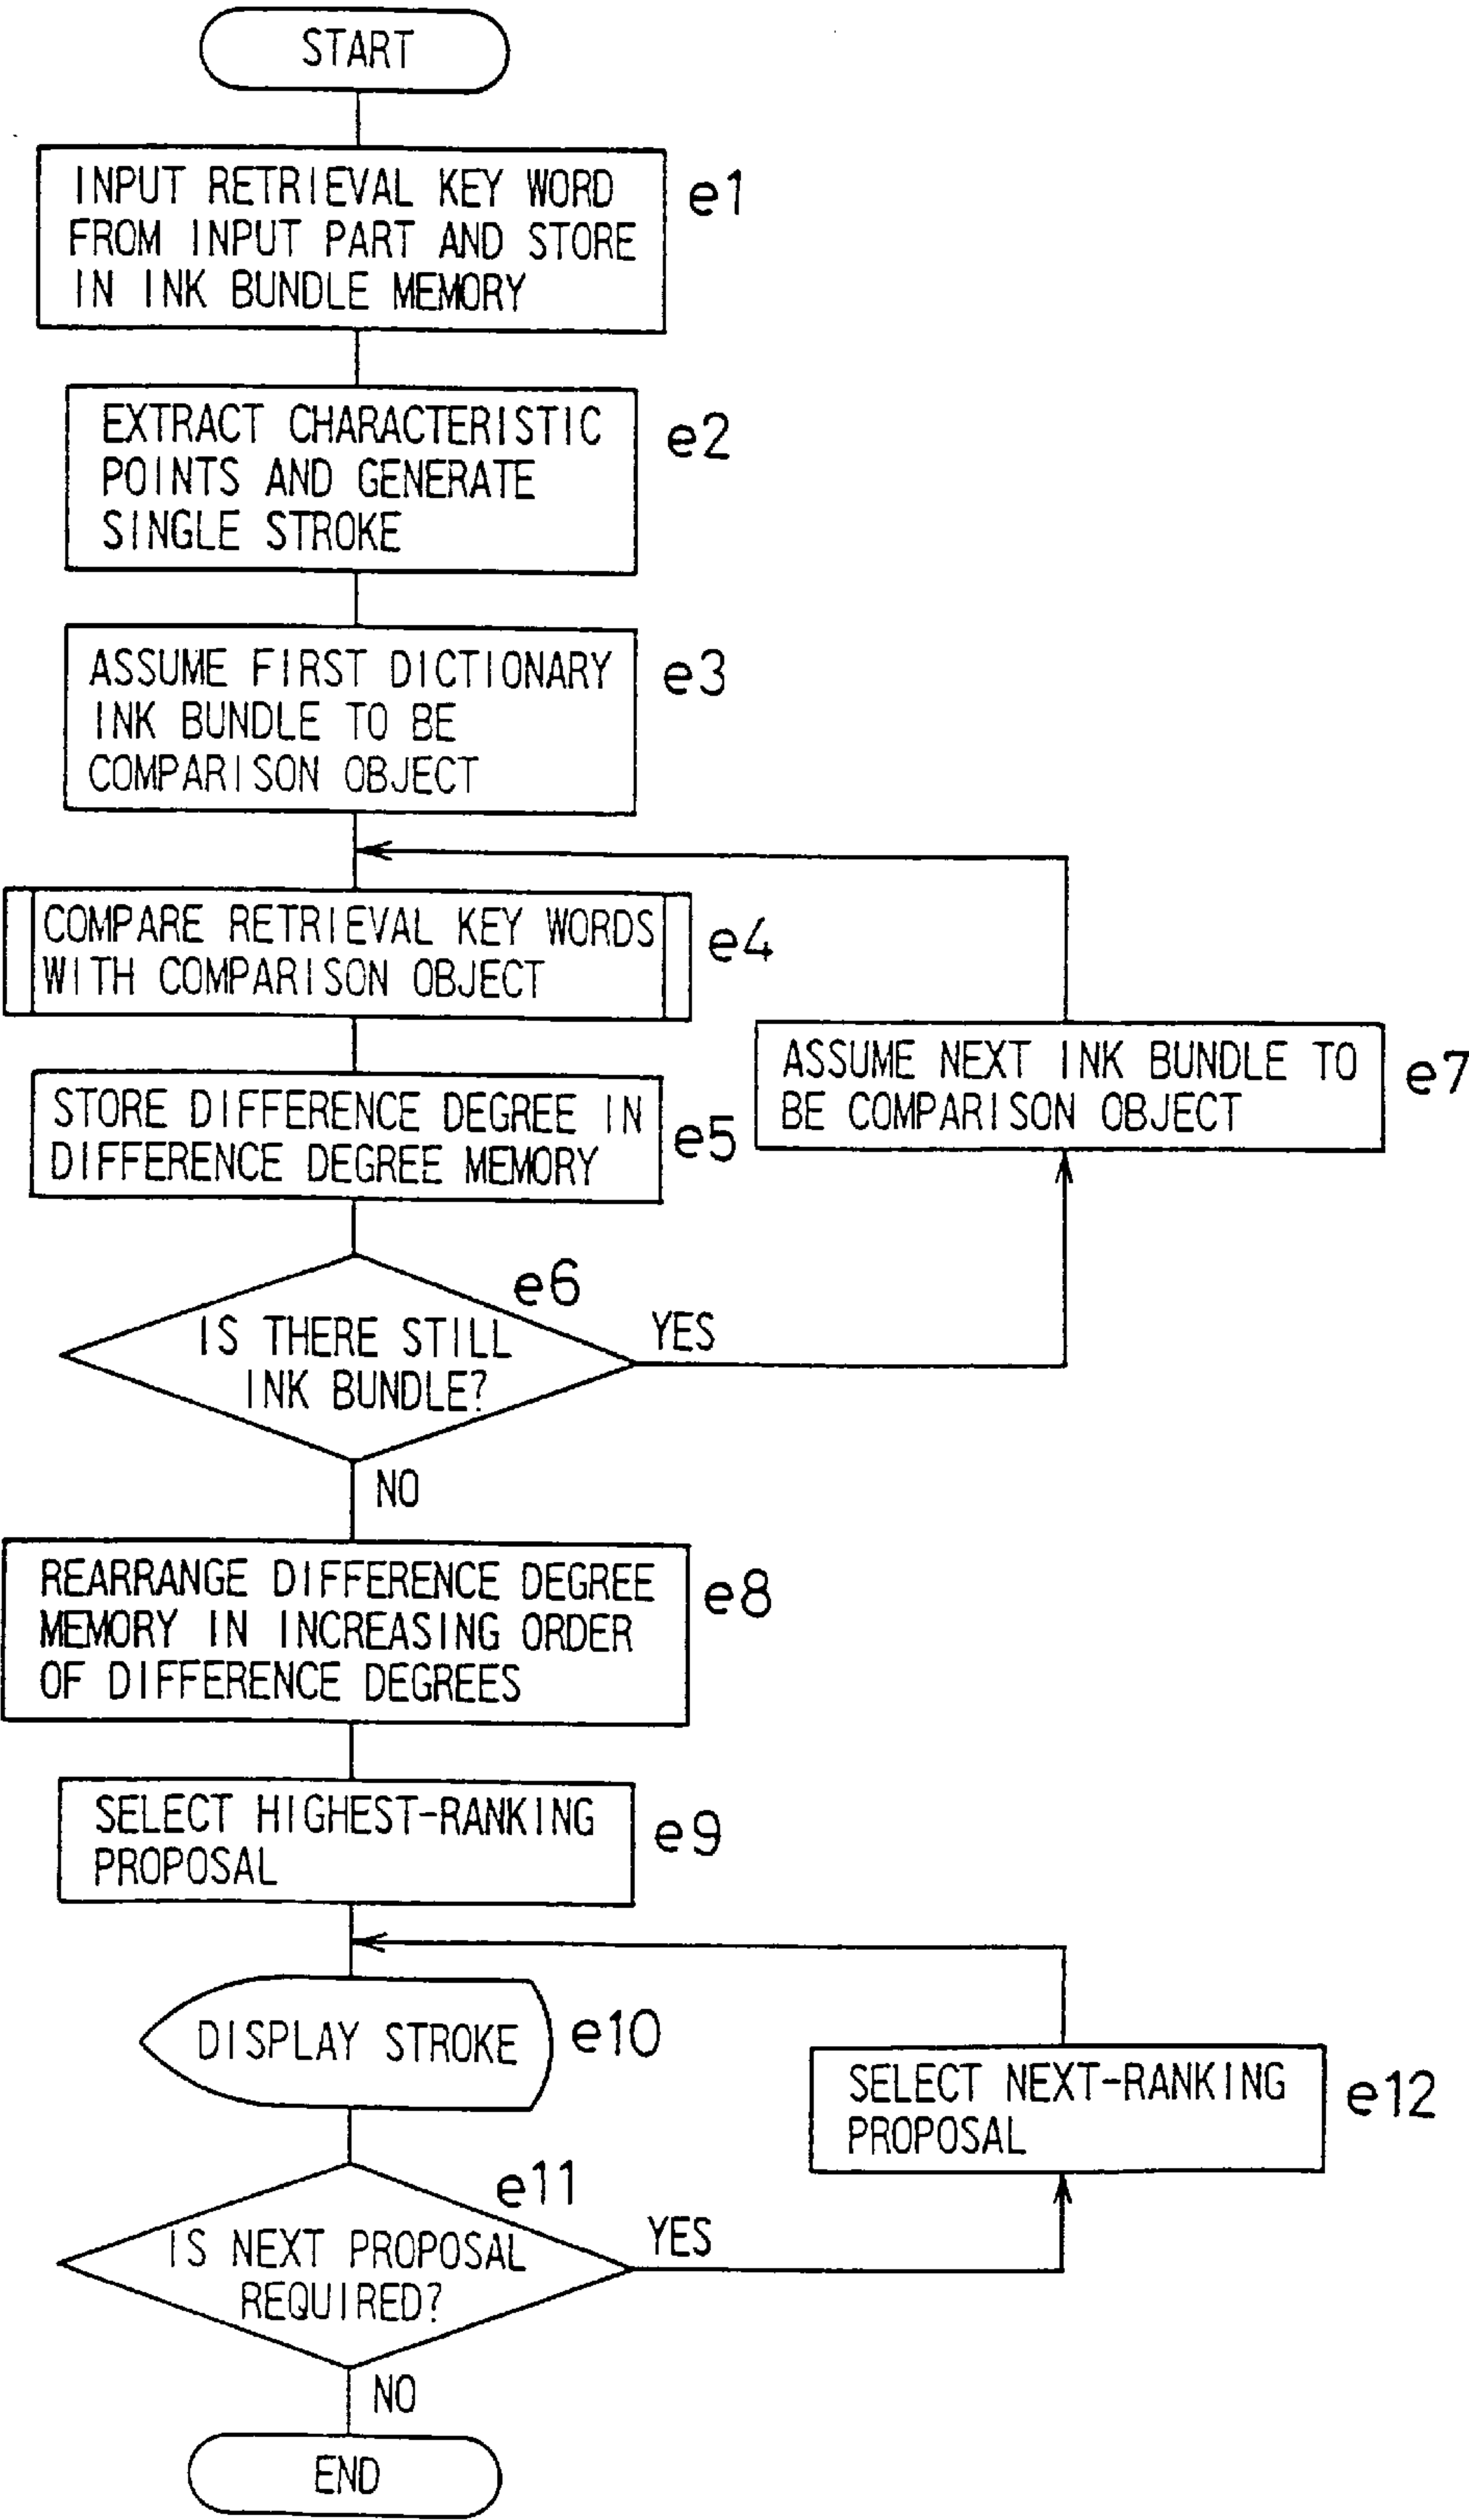 START
INPUT RETRIEVAL KEY WORD
FROM INPUT PART AND STORE
IN INK BUNDLE MEMORY
e1
EXTRACT CHARACTERISTIC
POINTS AND GENERATE
SINGLE STROKE
e2
ASSUME FIRST DICTIONARY
INK BUNDLE TO BE
COMPARISON OBJECT
e3
COMPARE RETRIEVAL KEY WORDS
WITH COMPARISON OBJECT
e4
ASSUME NEXT INK BUNDLE TO
BE COMPARISON OBJECT
e7
STORE DIFFERENCE DEGREE IN
DIFFERENCE DEGREE MEMORY
e5
e6
IS THERE STILL
INK BUNDLE?
YES
NO
REARRANGE DIFFERENCE DEGREE
MEMORY IN INCREASING ORDER
OF DIFFERENCE DEGREES
e8
SELECT HIGHEST-RANKING
PROPOSAL
e9
DISPLAY STROKE
e10
SELECT NEXT-RANKING
PROPOSAL
e12
e11
IS NEXT PROPOSAL
REQUIRED?
YES
NO
END